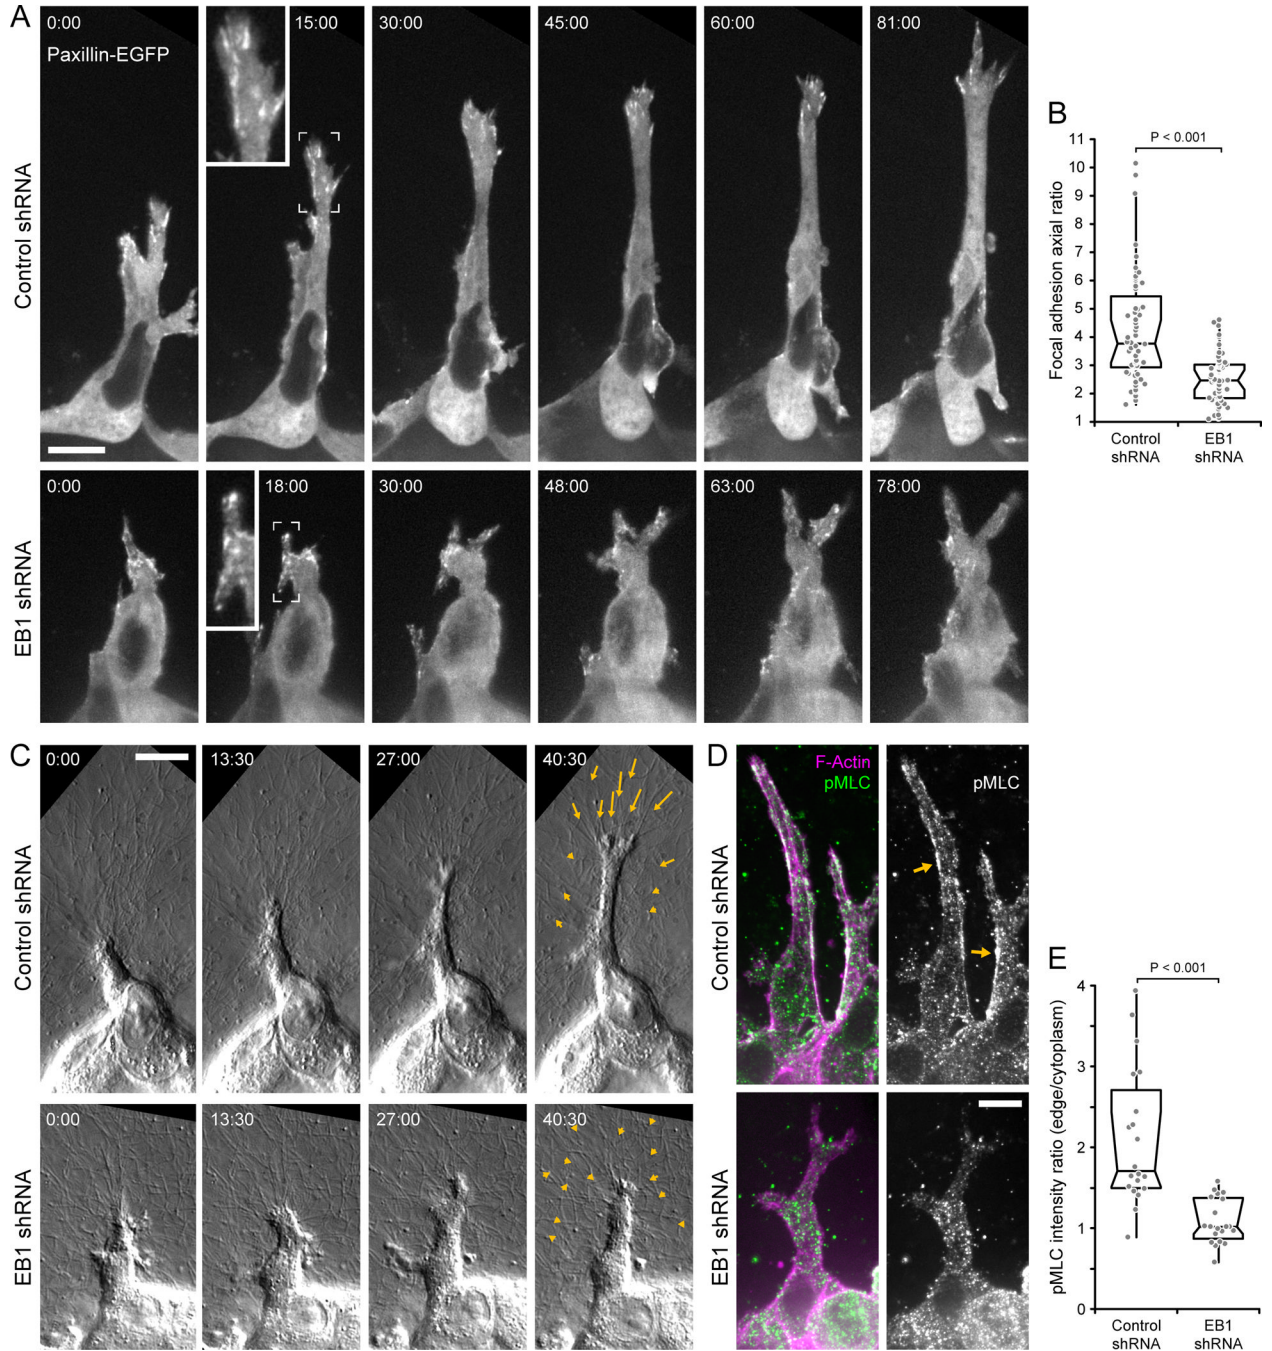 A
0:00
15:00
30:00
45:00
60:00
81:00
Paxillin-EGFP
Control shRNA
0:00
18:00
30:00
48:00
63:00
78:00
EB1 shRNA
B
P < 0.001
Focal adhesion axial ratio
11
10
9
8
7
6
5
4
3
2
1
Control
shRNA
EB1
shRNA
C
0:00
13:30
27:00
40:30
Control shRNA
0:00
13:30
27:00
40:30
EB1 shRNA
D
F-Actin
pMLC
pMLC
Control shRNA
EB1 shRNA
E
P < 0.001
pMLC intensity ratio (edge/cytoplasm)
4
3
2
1
0
Control
shRNA
EB1
shRNA